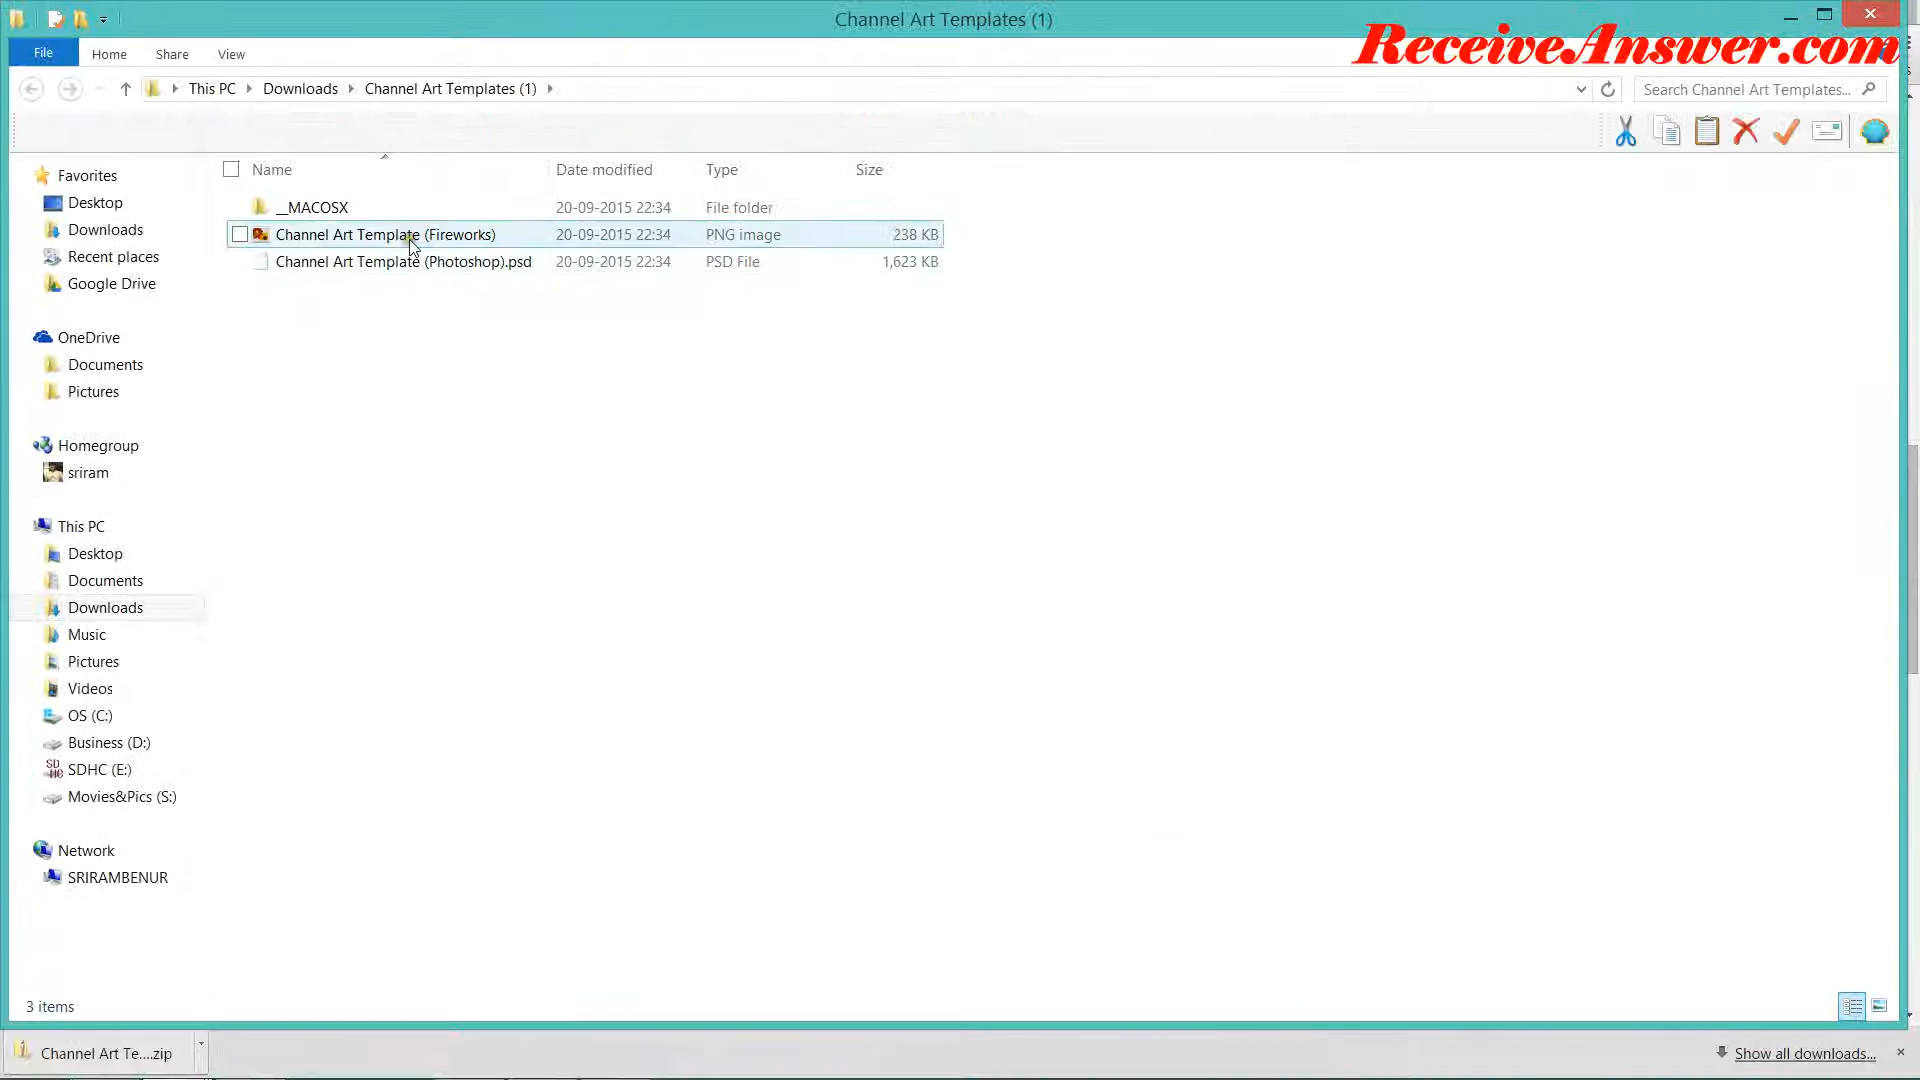 Channel Art Templates (1)
ReceiveAnswer.com
File Home Share View
This PC Downloads Channel Art Templates (1)
Search Channel Art Templates...
Name Date modified Type Size
__MACOSX 20-09-2015 22:34 File folder
Channel Art Template (Fireworks) 20-09-2015 22:34 PNG image 238 KB
Channel Art Template (Photoshop).psd 20-09-2015 22:34 PSD File 1,623 KB
Favorites
Desktop
Downloads
Recent places
Google Drive
OneDrive
Documents
Pictures
Homegroup
sriram
This PC
Desktop
Documents
Downloads
Music
Pictures
Videos
OS (C:)
Business (D:)
SDHC (E:)
Movies&Pics (S:)
Network
SRIRAMBENUR
3 items
Channel Art Te....zip
Show all downloads...